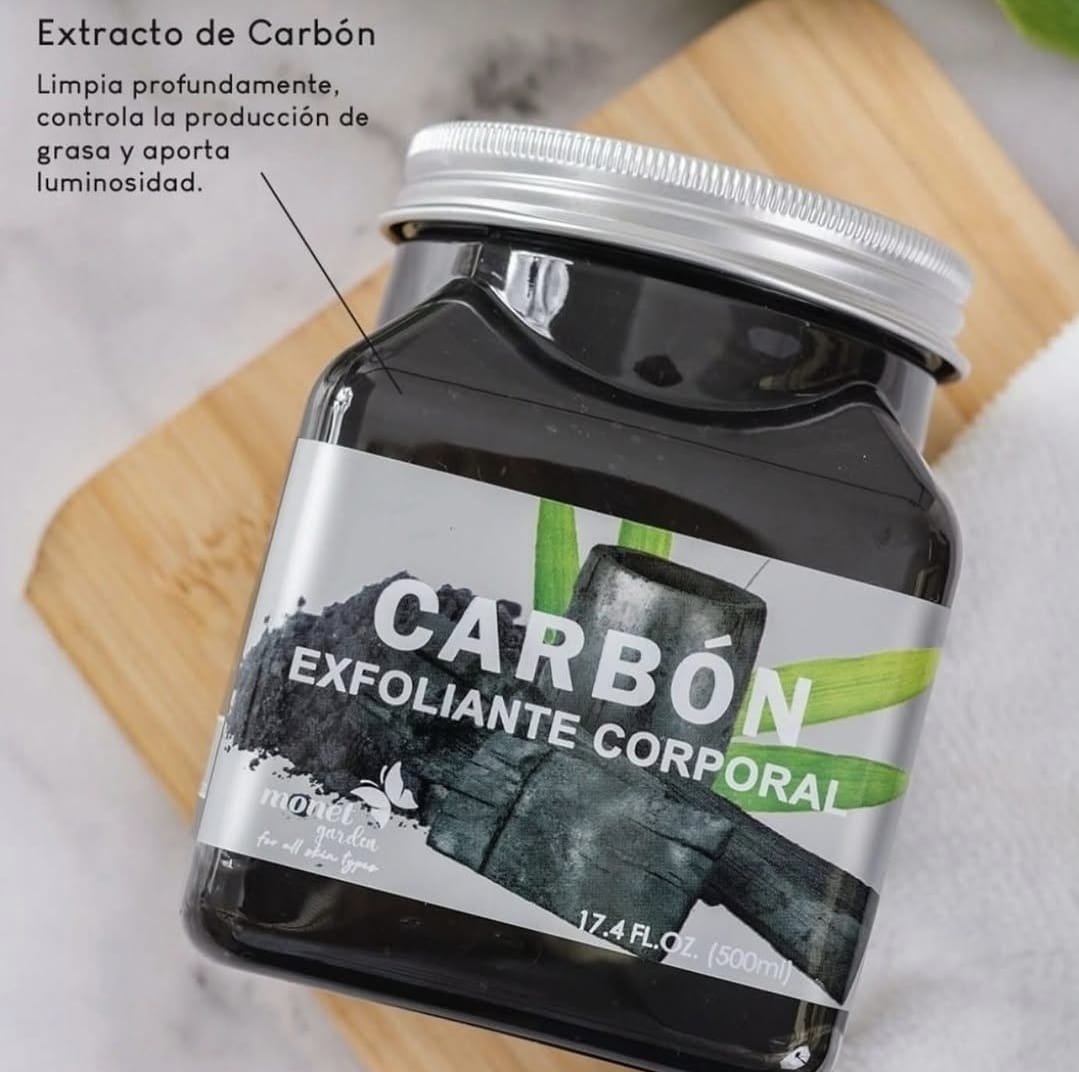 Extracto de Carbón
Limpia profundamente,
controla la producción de
grasa y aporta
luminosidad.
CARBÓN
EXFOLIANTE CORPORAL
monet
garden
for all skin types
17.4 FL.OZ. (500ml)